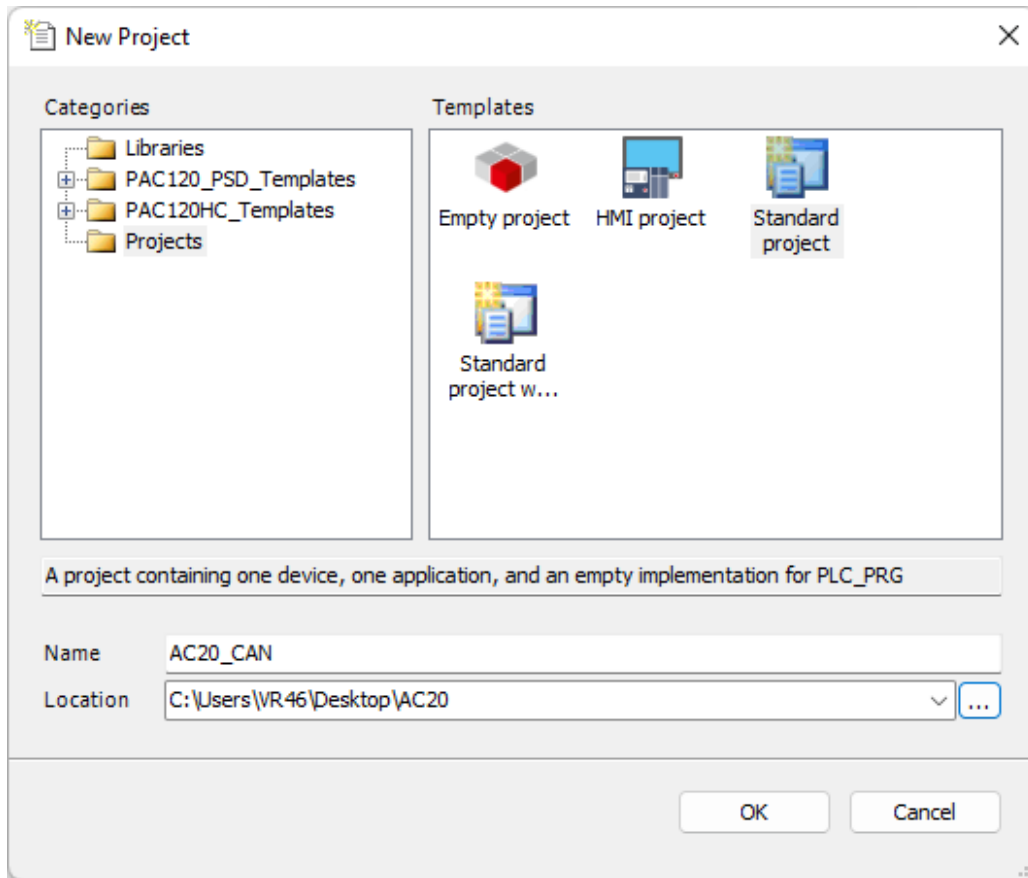 New Project
Categories
Templates
Libraries
PAC120_PSD_Templates
PAC120HC_Templates
Projects
Empty project
HMI project
Standard
project
Standard
project w...
A project containing one device, one application, and an empty implementation for PLC_PRG
Name
AC20_CAN
Location
C:\Users\VR46\Desktop\AC20
...
OK
Cancel